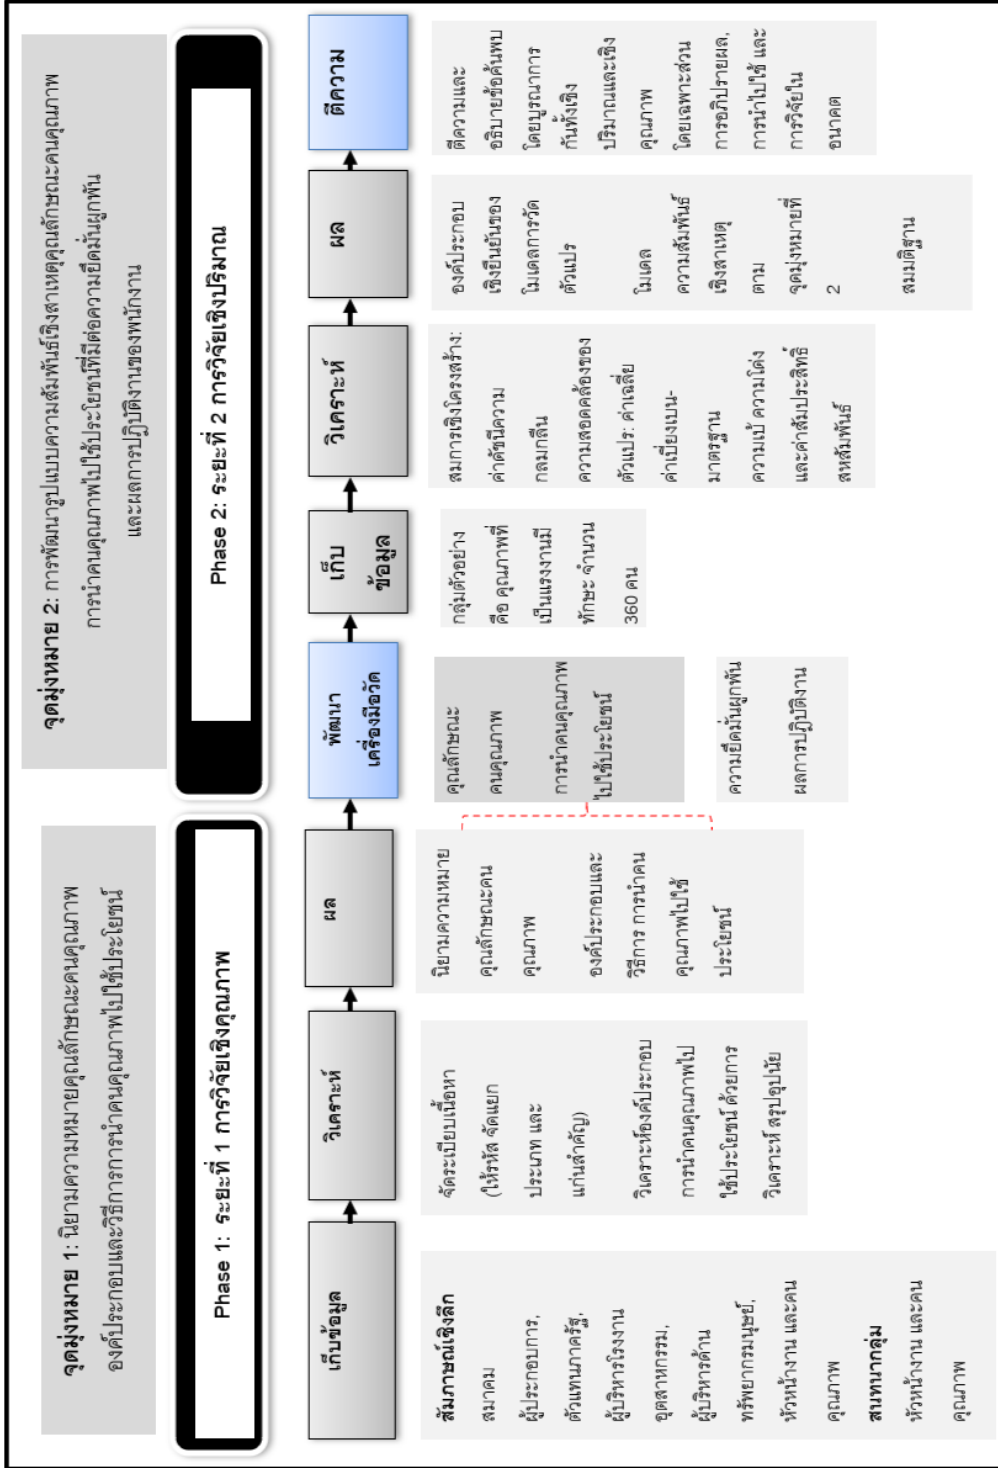 จุดมุ่งหมาย 1: นิยามความหมายคุณลักษณะคนคุณภาพ
องค์ประกอบและวิธีการการนำคนคุณภาพไปใช้ประโยชน์
จุดมุ่งหมาย 2: การพัฒนารูปแบบความสัมพันธ์เชิงสาเหตุคุณลักษณะคนคุณภาพ
การนำคนคุณภาพไปใช้ประโยชน์ที่มีต่อความยึดมั่นผูกพัน
และผลการปฏิบัติงานของพนักงาน
Phase 1: ระยะที่ 1 การวิจัยเชิงคุณภาพ
Phase 2: ระยะที่ 2 การวิจัยเชิงปริมาณ
เก็บข้อมูล
วิเคราะห์
ผล
พัฒนา
เครื่องมือวัด
เก็บ
ข้อมูล
วิเคราะห์
ผล
ตีความ
สัมภาษณ์เชิงลึก
สมาคม
ผู้ประกอบการ,
ตัวแทนภาครัฐ,
ผู้บริหารโรงงาน
อุตสาหกรรม,
ผู้บริหารด้าน
ทรัพยากรมนุษย์,
หัวหน้างาน และคน
คุณภาพ
สนทนากลุ่ม
หัวหน้างาน และคน
คุณภาพ
จัดระเบียบเนื้อหา
(ให้รหัส จัดแยก
ประเภท และ
แก่นสำคัญ)
วิเคราะห์องค์ประกอบ
การนำคนคุณภาพไป
ใช้ประโยชน์ ด้วยการ
วิเคราะห์ สรุปอุปนัย
นิยามความหมาย
คุณลักษณะคน
คุณภาพ
องค์ประกอบและ
วิธีการ การนำคน
คุณภาพไปใช้
ประโยชน์
คุณลักษณะ
คนคุณภาพ
การนำคนคุณภาพ
ไปใช้ประโยชน์
ความยึดมั่นผูกพัน
ผลการปฏิบัติงาน
กลุ่มตัวอย่าง
คือ คุณภาพที่
เป็นแรงงานมี
ทักษะ จำนวน
360 คน
สมการเชิงโครงสร้าง:
ค่าดัชนีความ
กลมกลืน
ความสอดคล้องของ
ตัวแปร: ค่าเฉลี่ย
ค่าเบี่ยงเบน-
มาตรฐาน
ความเบ้ ความโด่ง
และค่าสัมประสิทธิ์
สหสัมพันธ์
องค์ประกอบ
เชิงยืนยันของ
โมเดลการวัด
ตัวแปร
โมเดล
ความสัมพันธ์
เชิงสาเหตุ
ตาม
จุดมุ่งหมายที่
2
สมมติฐาน
ตีความและ
อธิบายข้อค้นพบ
โดยบูรณาการ
กันทั้งเชิง
ปริมาณและเชิง
คุณภาพ
โดยเฉพาะส่วน
การอภิปรายผล,
การนำไปใช้ และ
การวิจัยใน
อนาคต